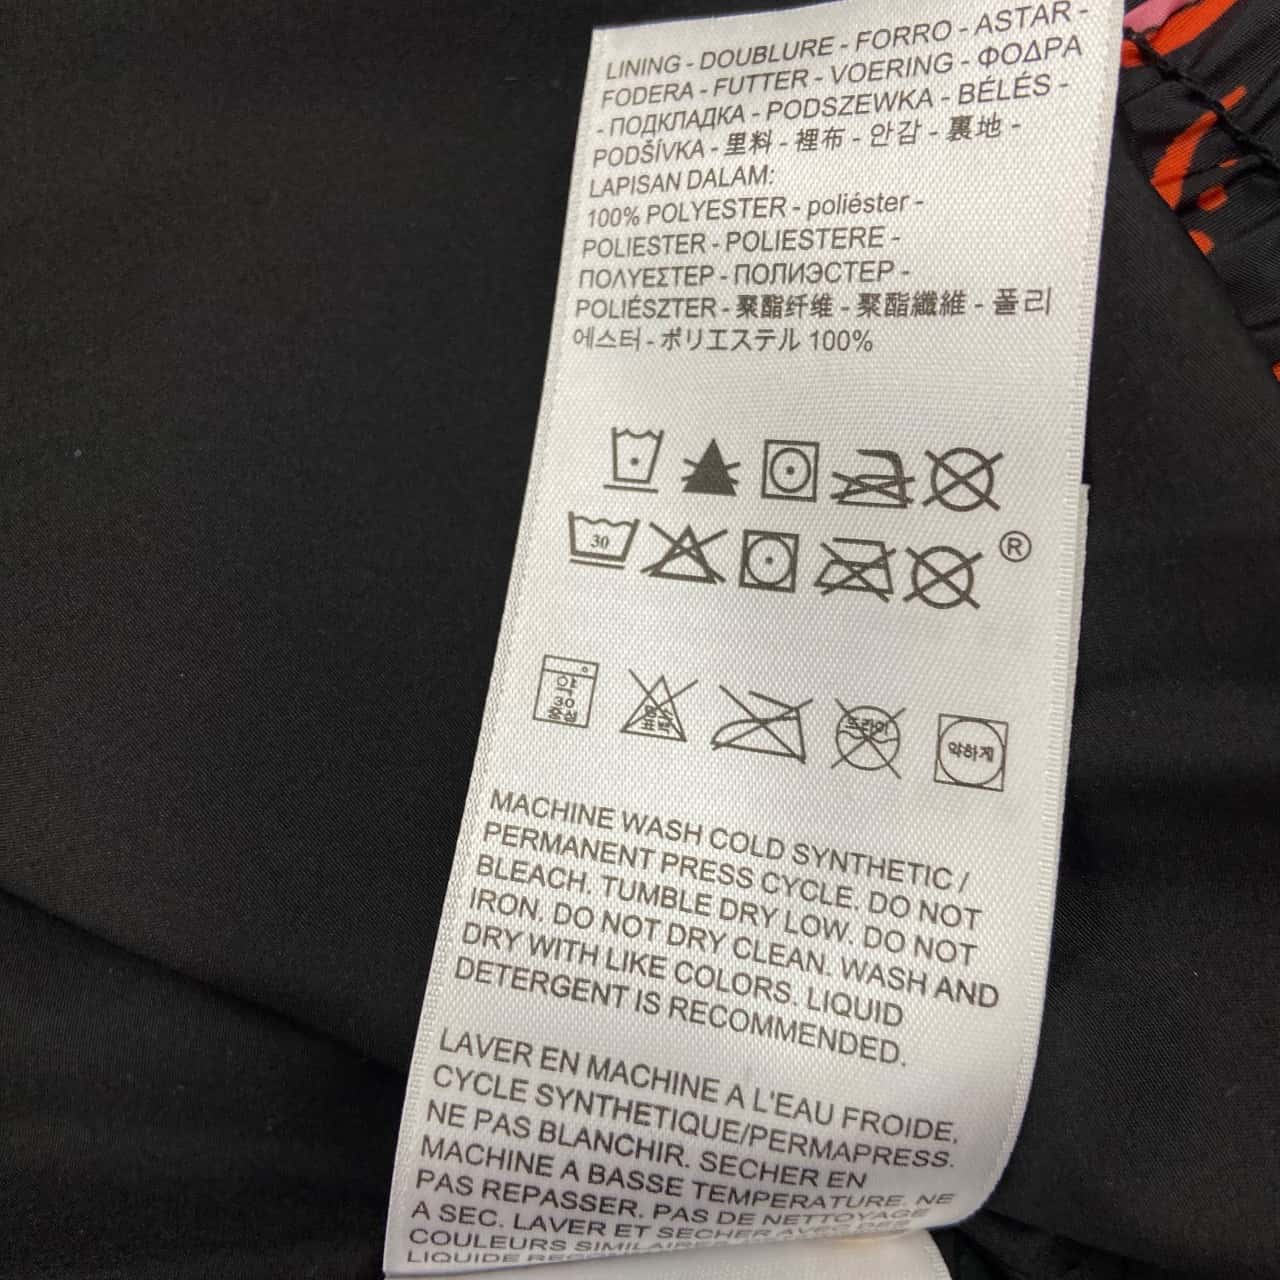 LINING - DOUBLURE - FORRO - ASTAR -
FODERA - FUTTER - VOERING - ΦΟΔΡΑ
- ПОДКЛАДКА - PODSZEWKA - BÉLÉS -
PODŠÍVKA - 里料 - 裡布 - 안감 - 裏地 -
LAPISAN DALAM:
100% POLYESTER - poliéster -
POLIESTER - POLIESTERE -
ΠΟΛΥΕΣΤΕΡ - ПОЛИЭСТЕР -
POLIÉSZTER - 聚酯纤维 - 聚酯纖維 - 폴리
에스터 - ポリエステル 100%
30
®
약
30
중성
염소
표백
드라이
약하게
MACHINE WASH COLD SYNTHETIC /
PERMANENT PRESS CYCLE. DO NOT
BLEACH. TUMBLE DRY LOW. DO NOT
IRON. DO NOT DRY CLEAN. WASH AND
DRY WITH LIKE COLORS. LIQUID
DETERGENT IS RECOMMENDED.
LAVER EN MACHINE A L'EAU FROIDE,
CYCLE SYNTHETIQUE/PERMAPRESS.
NE PAS BLANCHIR. SECHER EN
MACHINE A BASSE TEMPERATURE. NE
PAS REPASSER. PAS DE NETTOYAGE
A SEC. LAVER ET SECHER AVEC DES
COULEURS SIMILAIRES
LIQUIDE